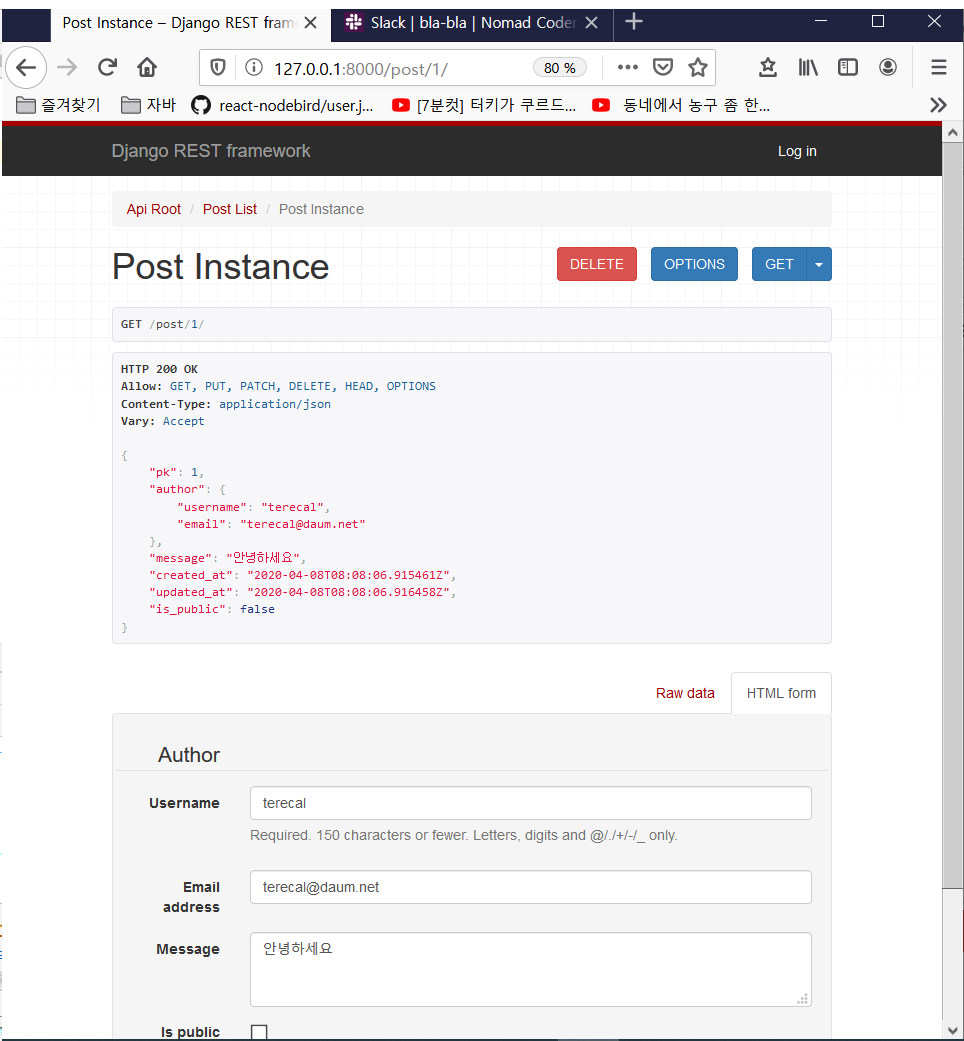 Post Instance – Django REST fram
Slack | bla-bla | Nomad Coder
127.0.0.1:8000/post/1/
80 %
즐겨찾기
자바
react-nodebird/user.j...
[7분컷] 터키가 쿠르드...
동네에서 농구 좀 한...
Django REST framework
Log in
Api Root / Post List / Post Instance
Post Instance
DELETE
OPTIONS
GET
GET /post/1/
HTTP 200 OK
Allow: GET, PUT, PATCH, DELETE, HEAD, OPTIONS
Content-Type: application/json
Vary: Accept
{
"pk": 1,
"author": {
"username": "terecal",
"email": "terecal@daum.net"
},
"message": "안녕하세요",
"created_at": "2020-04-08T08:08:06.915461Z",
"updated_at": "2020-04-08T08:08:06.916458Z",
"is_public": false
}
Raw data
HTML form
Author
Username
terecal
Required. 150 characters or fewer. Letters, digits and @/./+/-/_ only.
Email address
terecal@daum.net
Message
안녕하세요
Is public